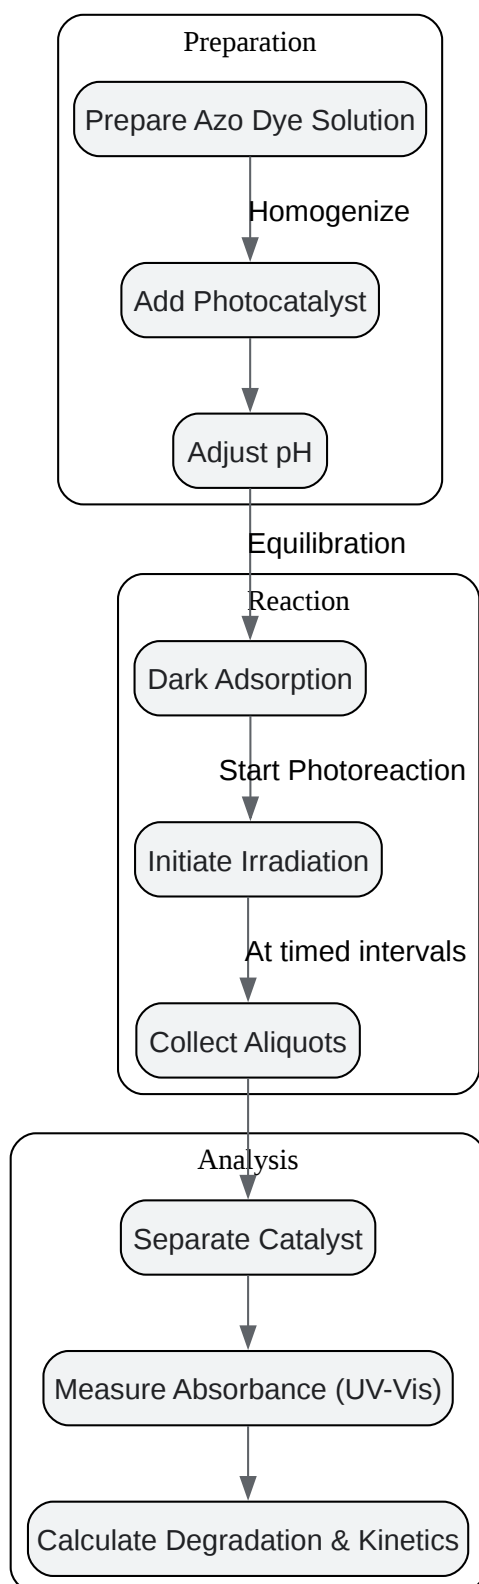 Preparation
Prepare Azo Dye Solution
Homogenize
Add Photocatalyst
Adjust pH
Equilibration
Reaction
Dark Adsorption
Start Photoreaction
Initiate Irradiation
At timed intervals
Collect Aliquots
Analysis
Separate Catalyst
Measure Absorbance (UV-Vis)
Calculate Degradation & Kinetics